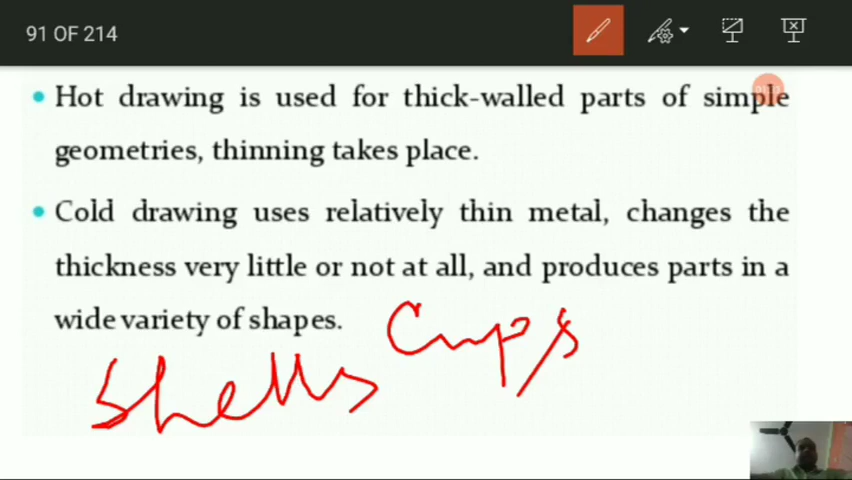 91 OF 214
• Hot drawing is used for thick-walled parts of simple
geometries, thinning takes place.
• Cold drawing uses relatively thin metal, changes the
thickness very little or not at all, and produces parts in a
wide variety of shapes.
Cups
Shells